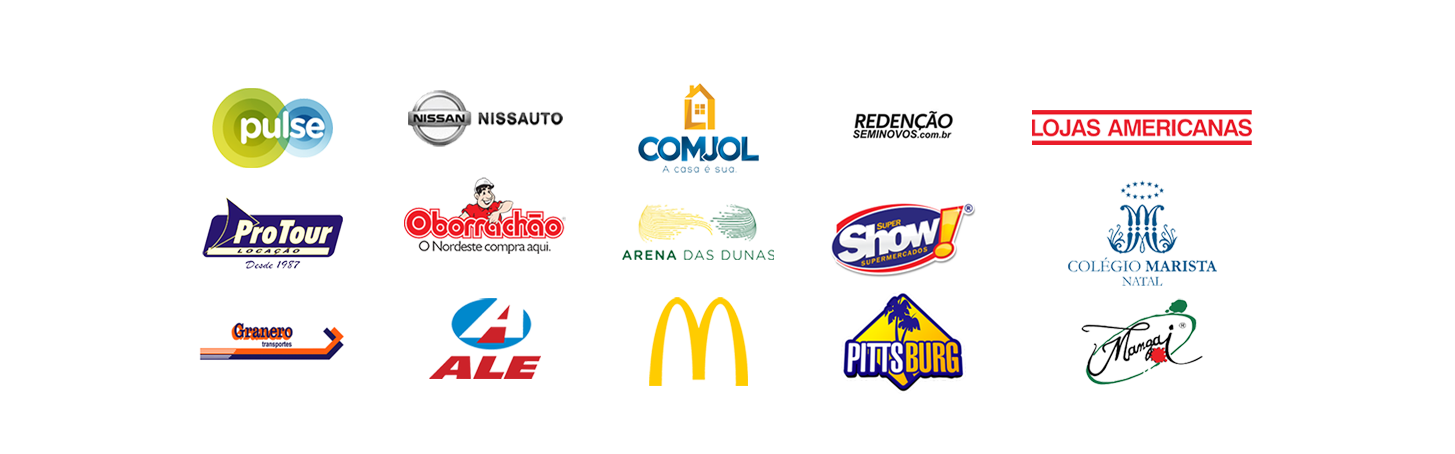 pulse
NISSAN NISSAUTO
COMJOL
A casa é sua.
REDENÇÃO
SEMINOVOS.com.br
LOJAS AMERICANAS
ProTour
LOCAÇÃO
Desde 1987
Oborrachão
O Nordeste compra aqui.
ARENA DAS DUNAS
SUPER
Show!
SUPERMERCADOS
®
COLÉGIO MARISTA
NATAL
Granero
transportes
A
ALE
M
PITTSBURG
Mangai
®